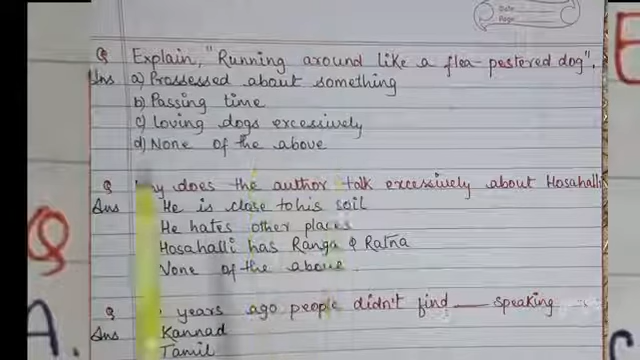 Date
Page
Q Explain, "Running around like a flea-pestered dog".
Ans a) Prossessed about something
b) Passing time
c) Loving dogs excessively
d) None of the above
Q y does the author talk excessively about Hosahalli
Ans He is close to his soil
He hates other places
Hosahalli has Ranga & Ratna
None of the above
Q years ago people didn't find ___ speaking
Ans Kannad
Tamil
Q
A.